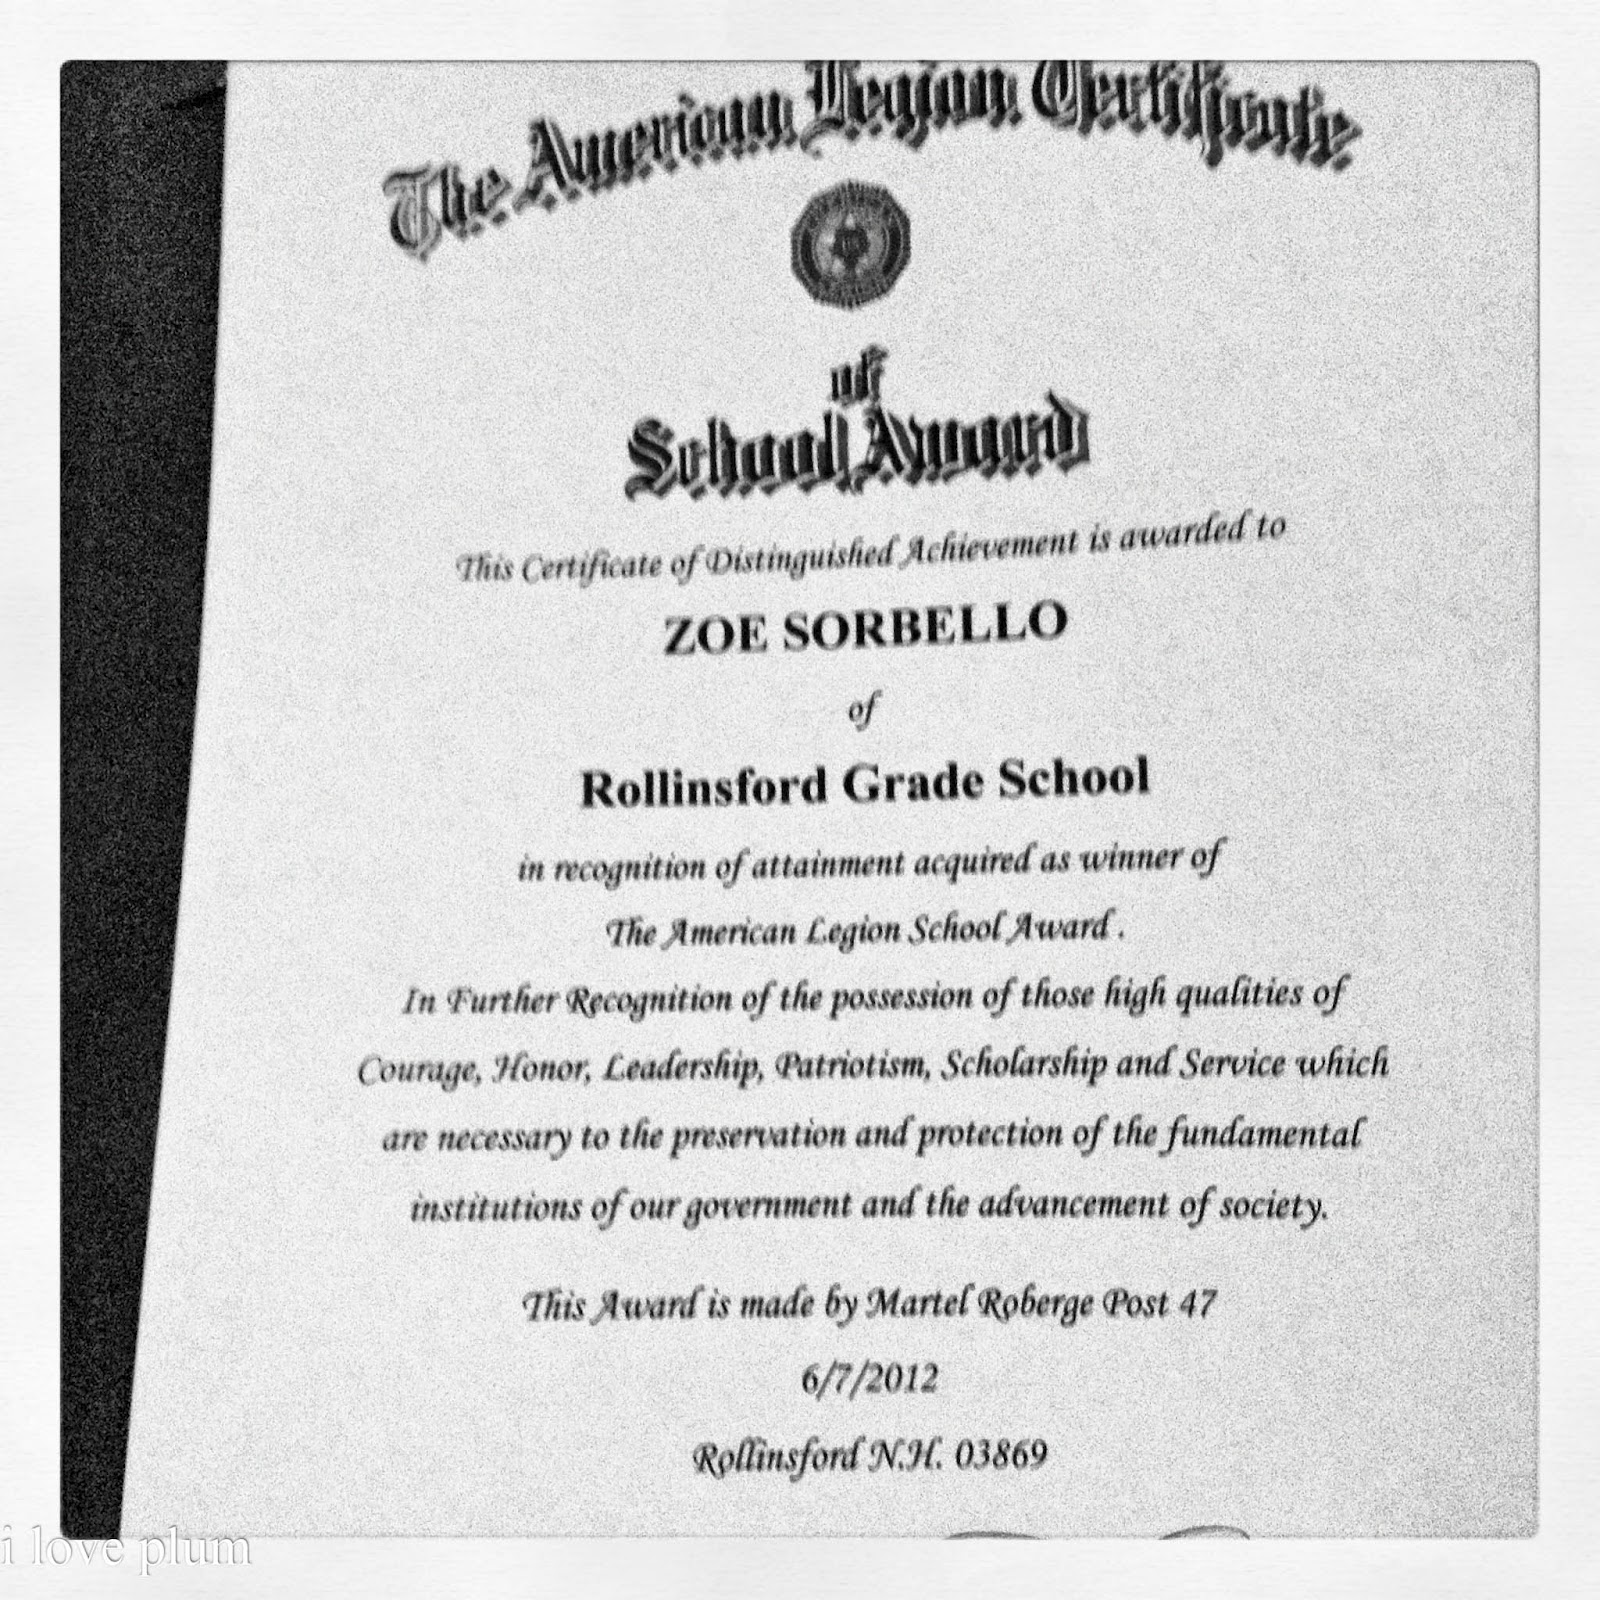 The American Legion Certificate
of
School Award
This Certificate of Distinguished Achievement is awarded to
ZOE SORBELLO
of
Rollinsford Grade School
in recognition of attainment acquired as winner of
The American Legion School Award .
In Further Recognition of the possession of those high qualities of
Courage, Honor, Leadership, Patriotism, Scholarship and Service which
are necessary to the preservation and protection of the fundamental
institutions of our government and the advancement of society.
This Award is made by Martel Roberge Post 47
6/7/2012
Rollinsford N.H. 03869
i love plum